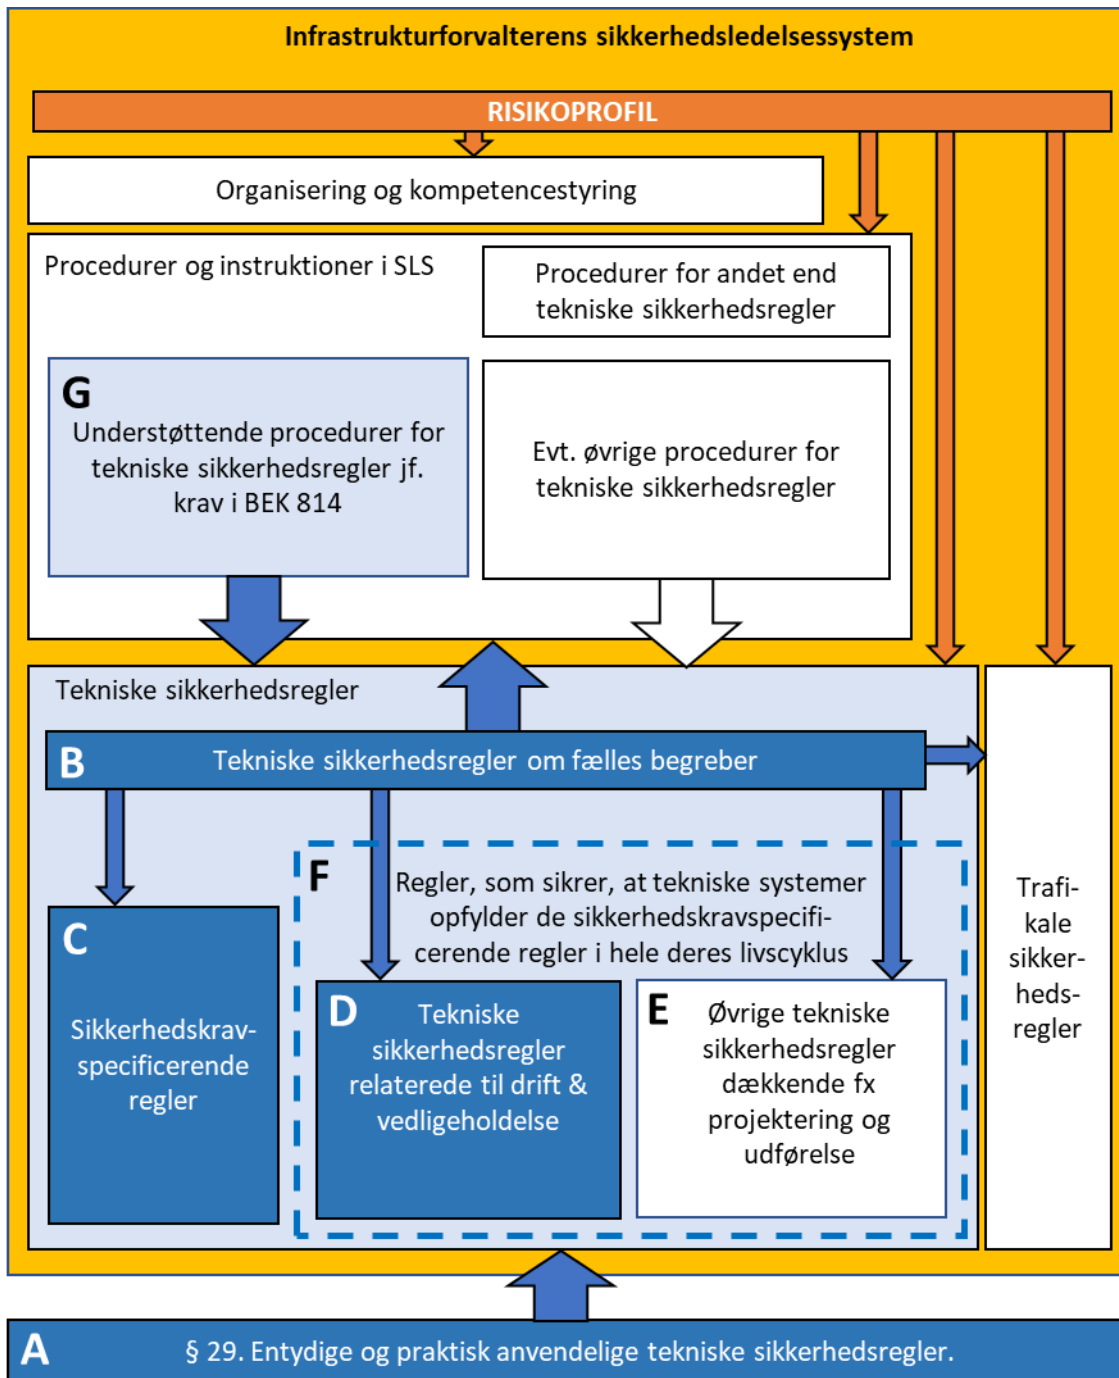 Infrastrukturforvalterens sikkerhedsledelsessystem
RISIKOPROFIL
Organisering og kompetencestyring
Procedurer og instruktioner i SLS
Procedurer for andet end
tekniske sikkerhedsregler
G
Understøttende procedurer for
tekniske sikkerhedsregler jf.
krav i BEK 814
Evt. øvrige procedurer for
tekniske sikkerhedsregler
Tekniske sikkerhedsregler
B
Tekniske sikkerhedsregler om fælles begreber
F
Regler, som sikrer, at tekniske systemer
opfylder de sikkerhedskravspecifi-
cerende regler i hele deres livscyklus
C
Sikkerhedskrav-
specificerende
regler
D
Tekniske
sikkerhedsregler
relaterede til drift &
vedligeholdelse
E
Øvrige tekniske
sikkerhedsregler
dækkende fx
projektering og
udførelse
Trafi-
kale
sikker-
heds-
regler
A
§ 29. Entydige og praktisk anvendelige tekniske sikkerhedsregler.